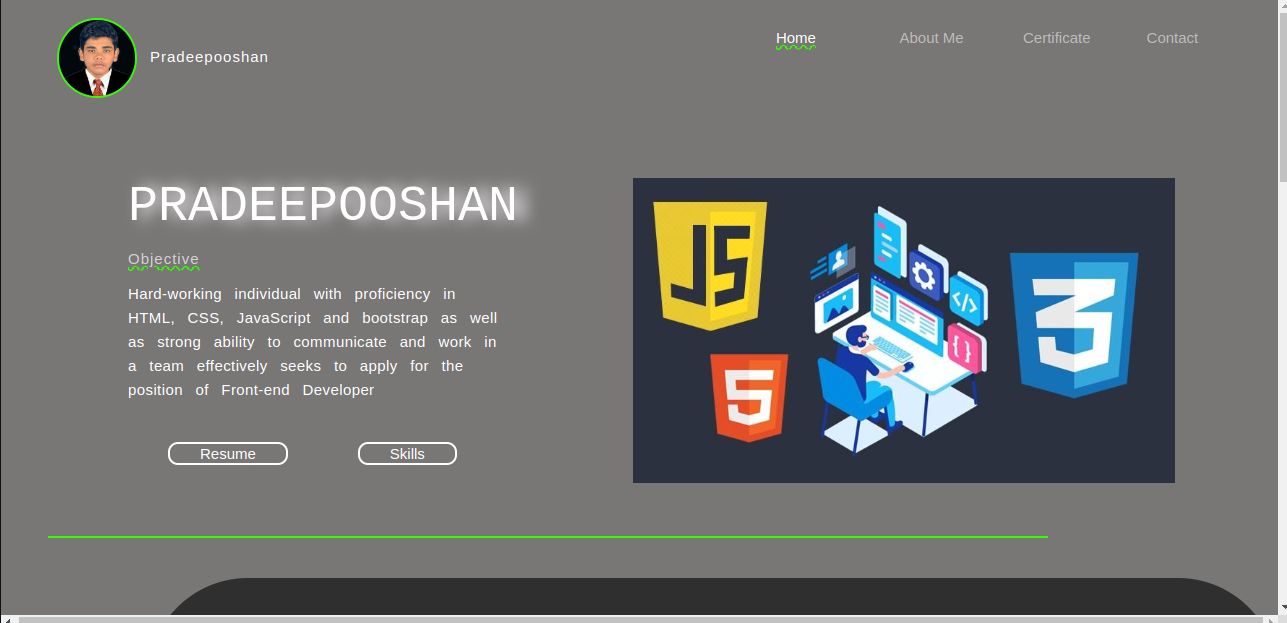 Pradeepooshan
Home
About Me
Certificate
Contact
PRADEEPOOSHAN
Objective
Hard-working individual with proficiency in
HTML, CSS, JavaScript and bootstrap as well
as strong ability to communicate and work in
a team effectively seeks to apply for the
position of Front-end Developer
JS
</>
{}
5
3
Resume
Skills